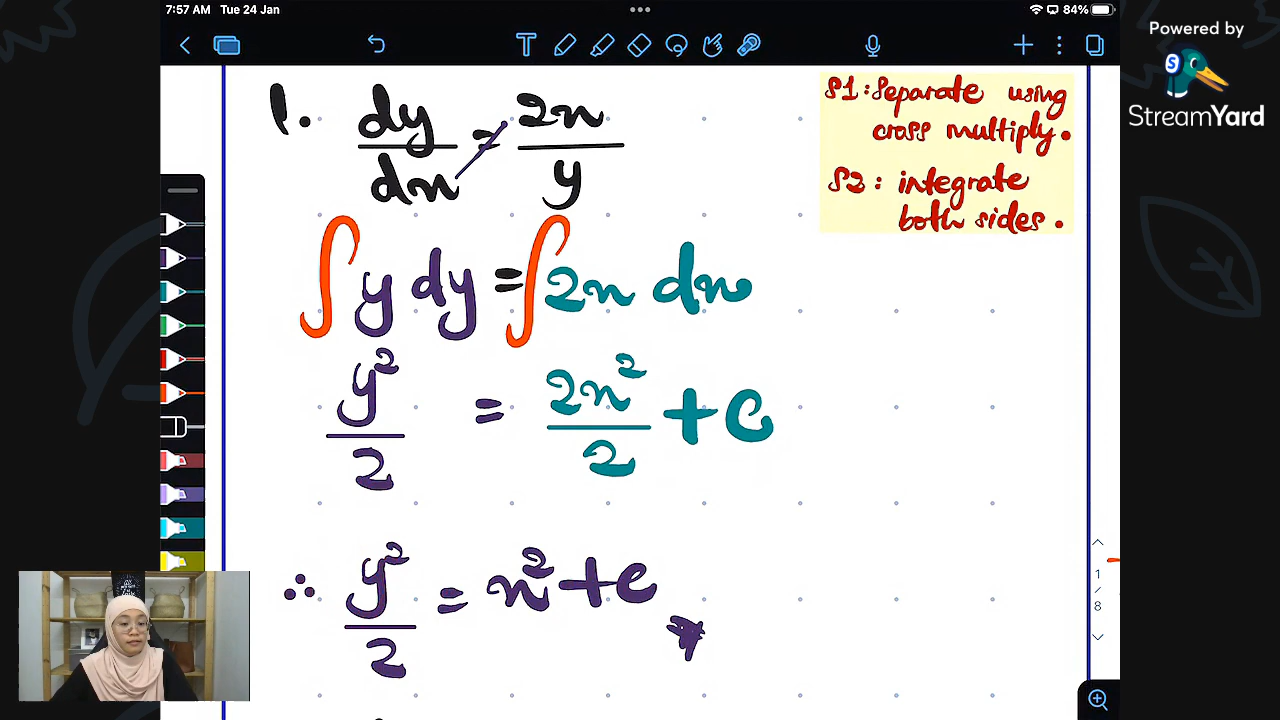 7:57 AM Tue 24 Jan
84%
Powered by
StreamYard
S1: Separate using
cross multiply.
S2: integrate
both sides.
1. dy/dx = 2x/y
∫ y dy = ∫ 2x dx
y²/2 = 2x²/2 + c
∴ y²/2 = x² + c
1
/
8